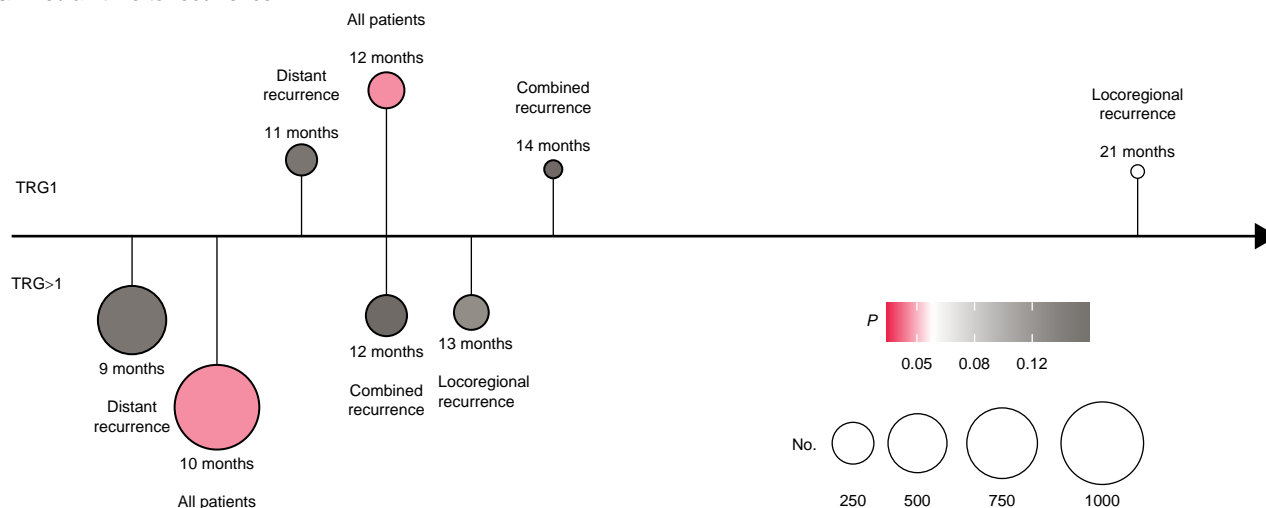 All patients
12 months
Distant
recurrence
11 months
Combined
recurrence
14 months
Locoregional
recurrence
21 months
TRG1
TRG>1
9 months
Distant
recurrence
10 months
All patients
12 months
Combined
recurrence
13 months
Locoregional
recurrence
P
0.05 0.08 0.12
No.
250 500 750 1000